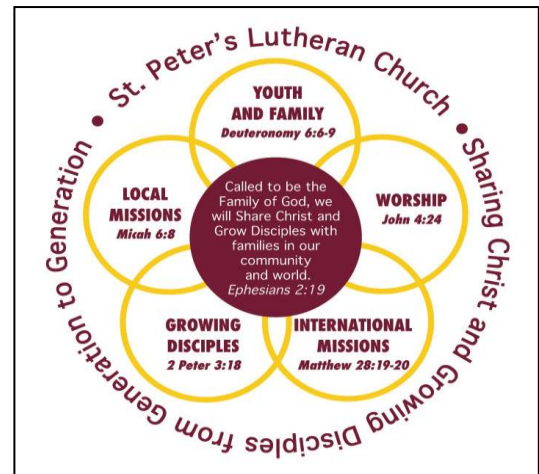 • St. Peter's Lutheran Church • Sharing Christ and Growing Disciples from Generation to Generation
YOUTH
AND FAMILY
Deuteronomy 6:6-9
LOCAL
MISSIONS
Micah 6:8
Called to be the
Family of God, we
will Share Christ and
Grow Disciples with
families in our
community
and world.
Ephesians 2:19
WORSHIP
John 4:24
GROWING
DISCIPLES
2 Peter 3:18
INTERNATIONAL
MISSIONS
Matthew 28:19-20